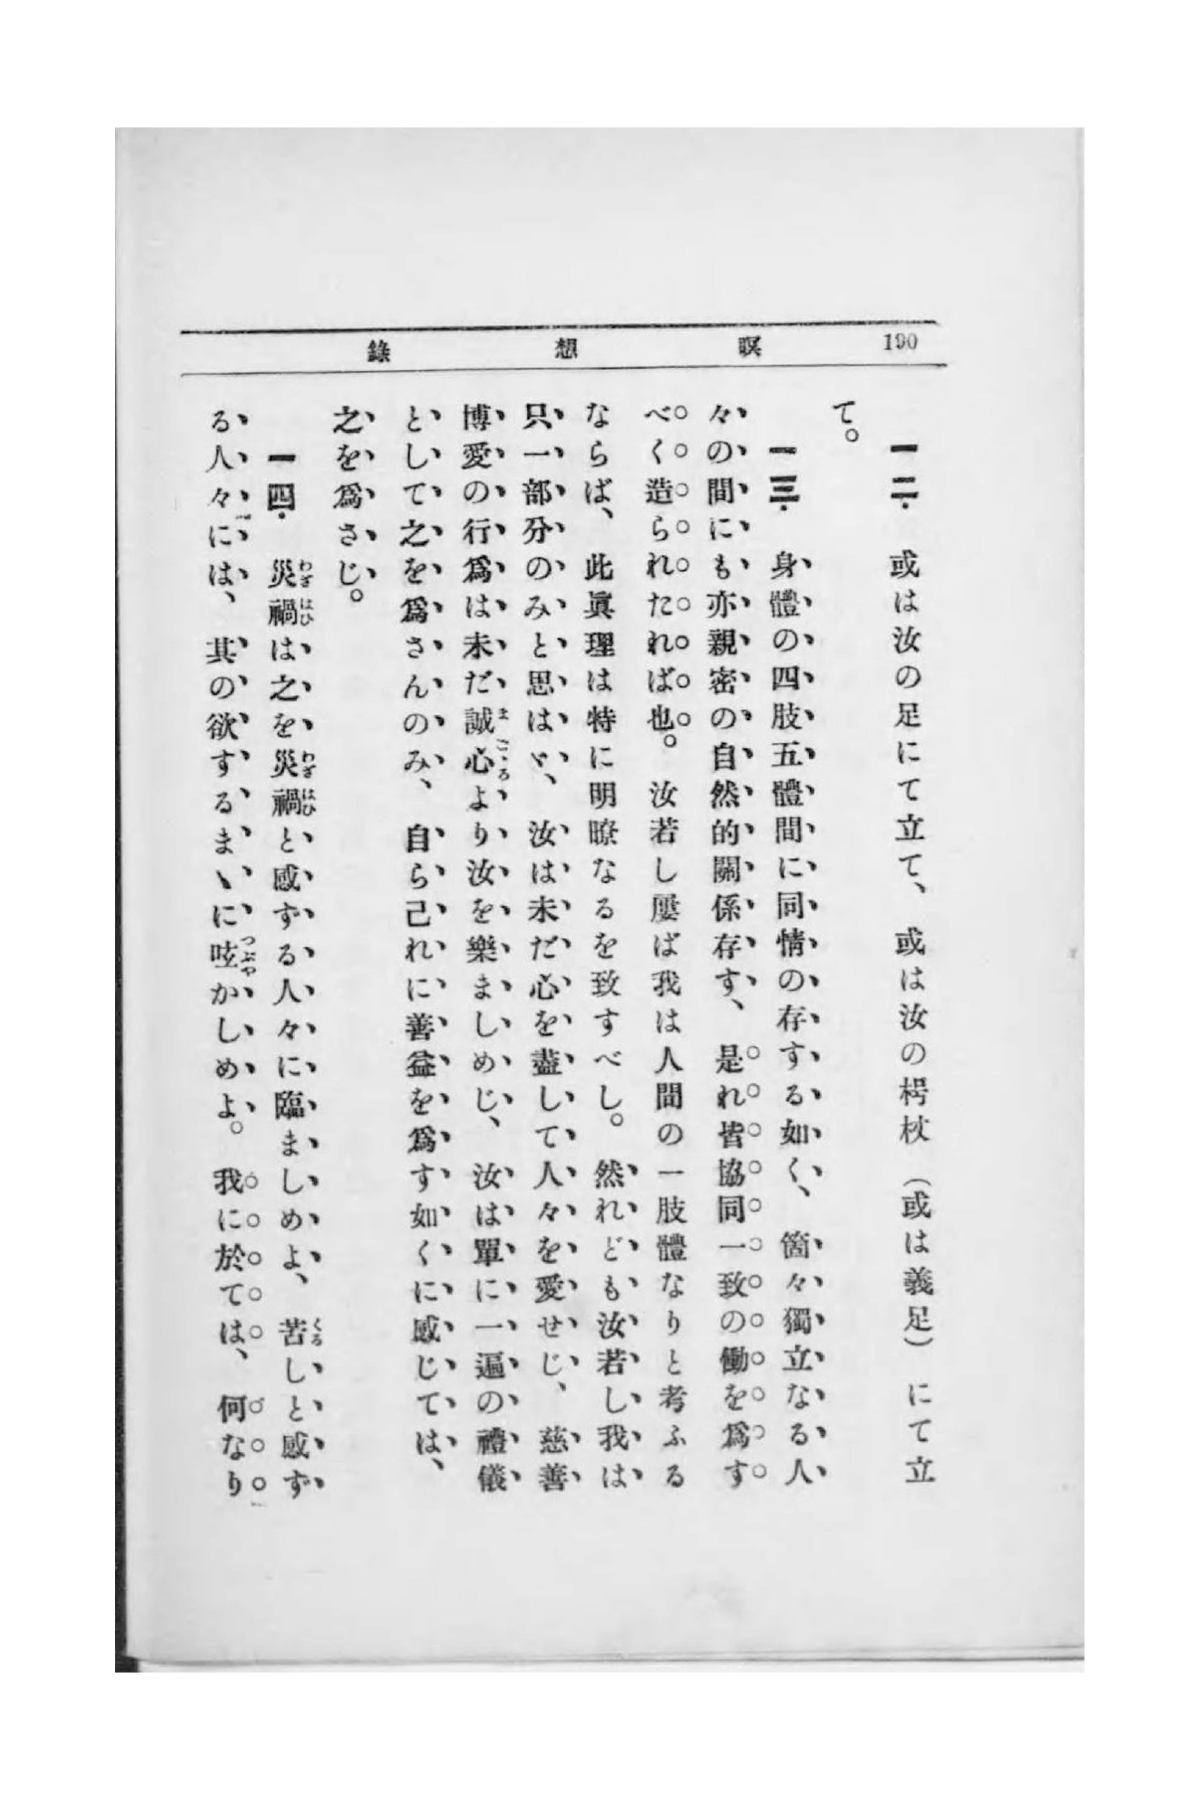 190
瞑想錄
一二. 或は汝の足にて立て、或は汝の楞杖（或は義足）にて立
て。
一三. 身體の四肢五體間に同情の存する如く、箇々獨立なる人
々の間にも亦親密の自然的關係存す、是れ皆協同一致の働を爲す
べく造られたれば也。汝若し屢ば我は人間の一肢體なりと考ふる
ならば、此眞理は特に明瞭なるを致すべし。然れども汝若し我は
只一部分のみと思はゞ、汝は未だ心を盡して人々を愛せじ、慈善
博愛の行爲は未だ誠心より汝を樂ましめじ、汝は單に一遍の禮儀
として之を爲さんのみ、自ら己れに善益を爲す如くに感じては、
之を爲さじ。
一四. 災禍は之を災禍と感ずる人々に臨ましめよ、苦しと感ず
る人々には、其の欲するまゝに呟かしめよ。我に於ては、何なり